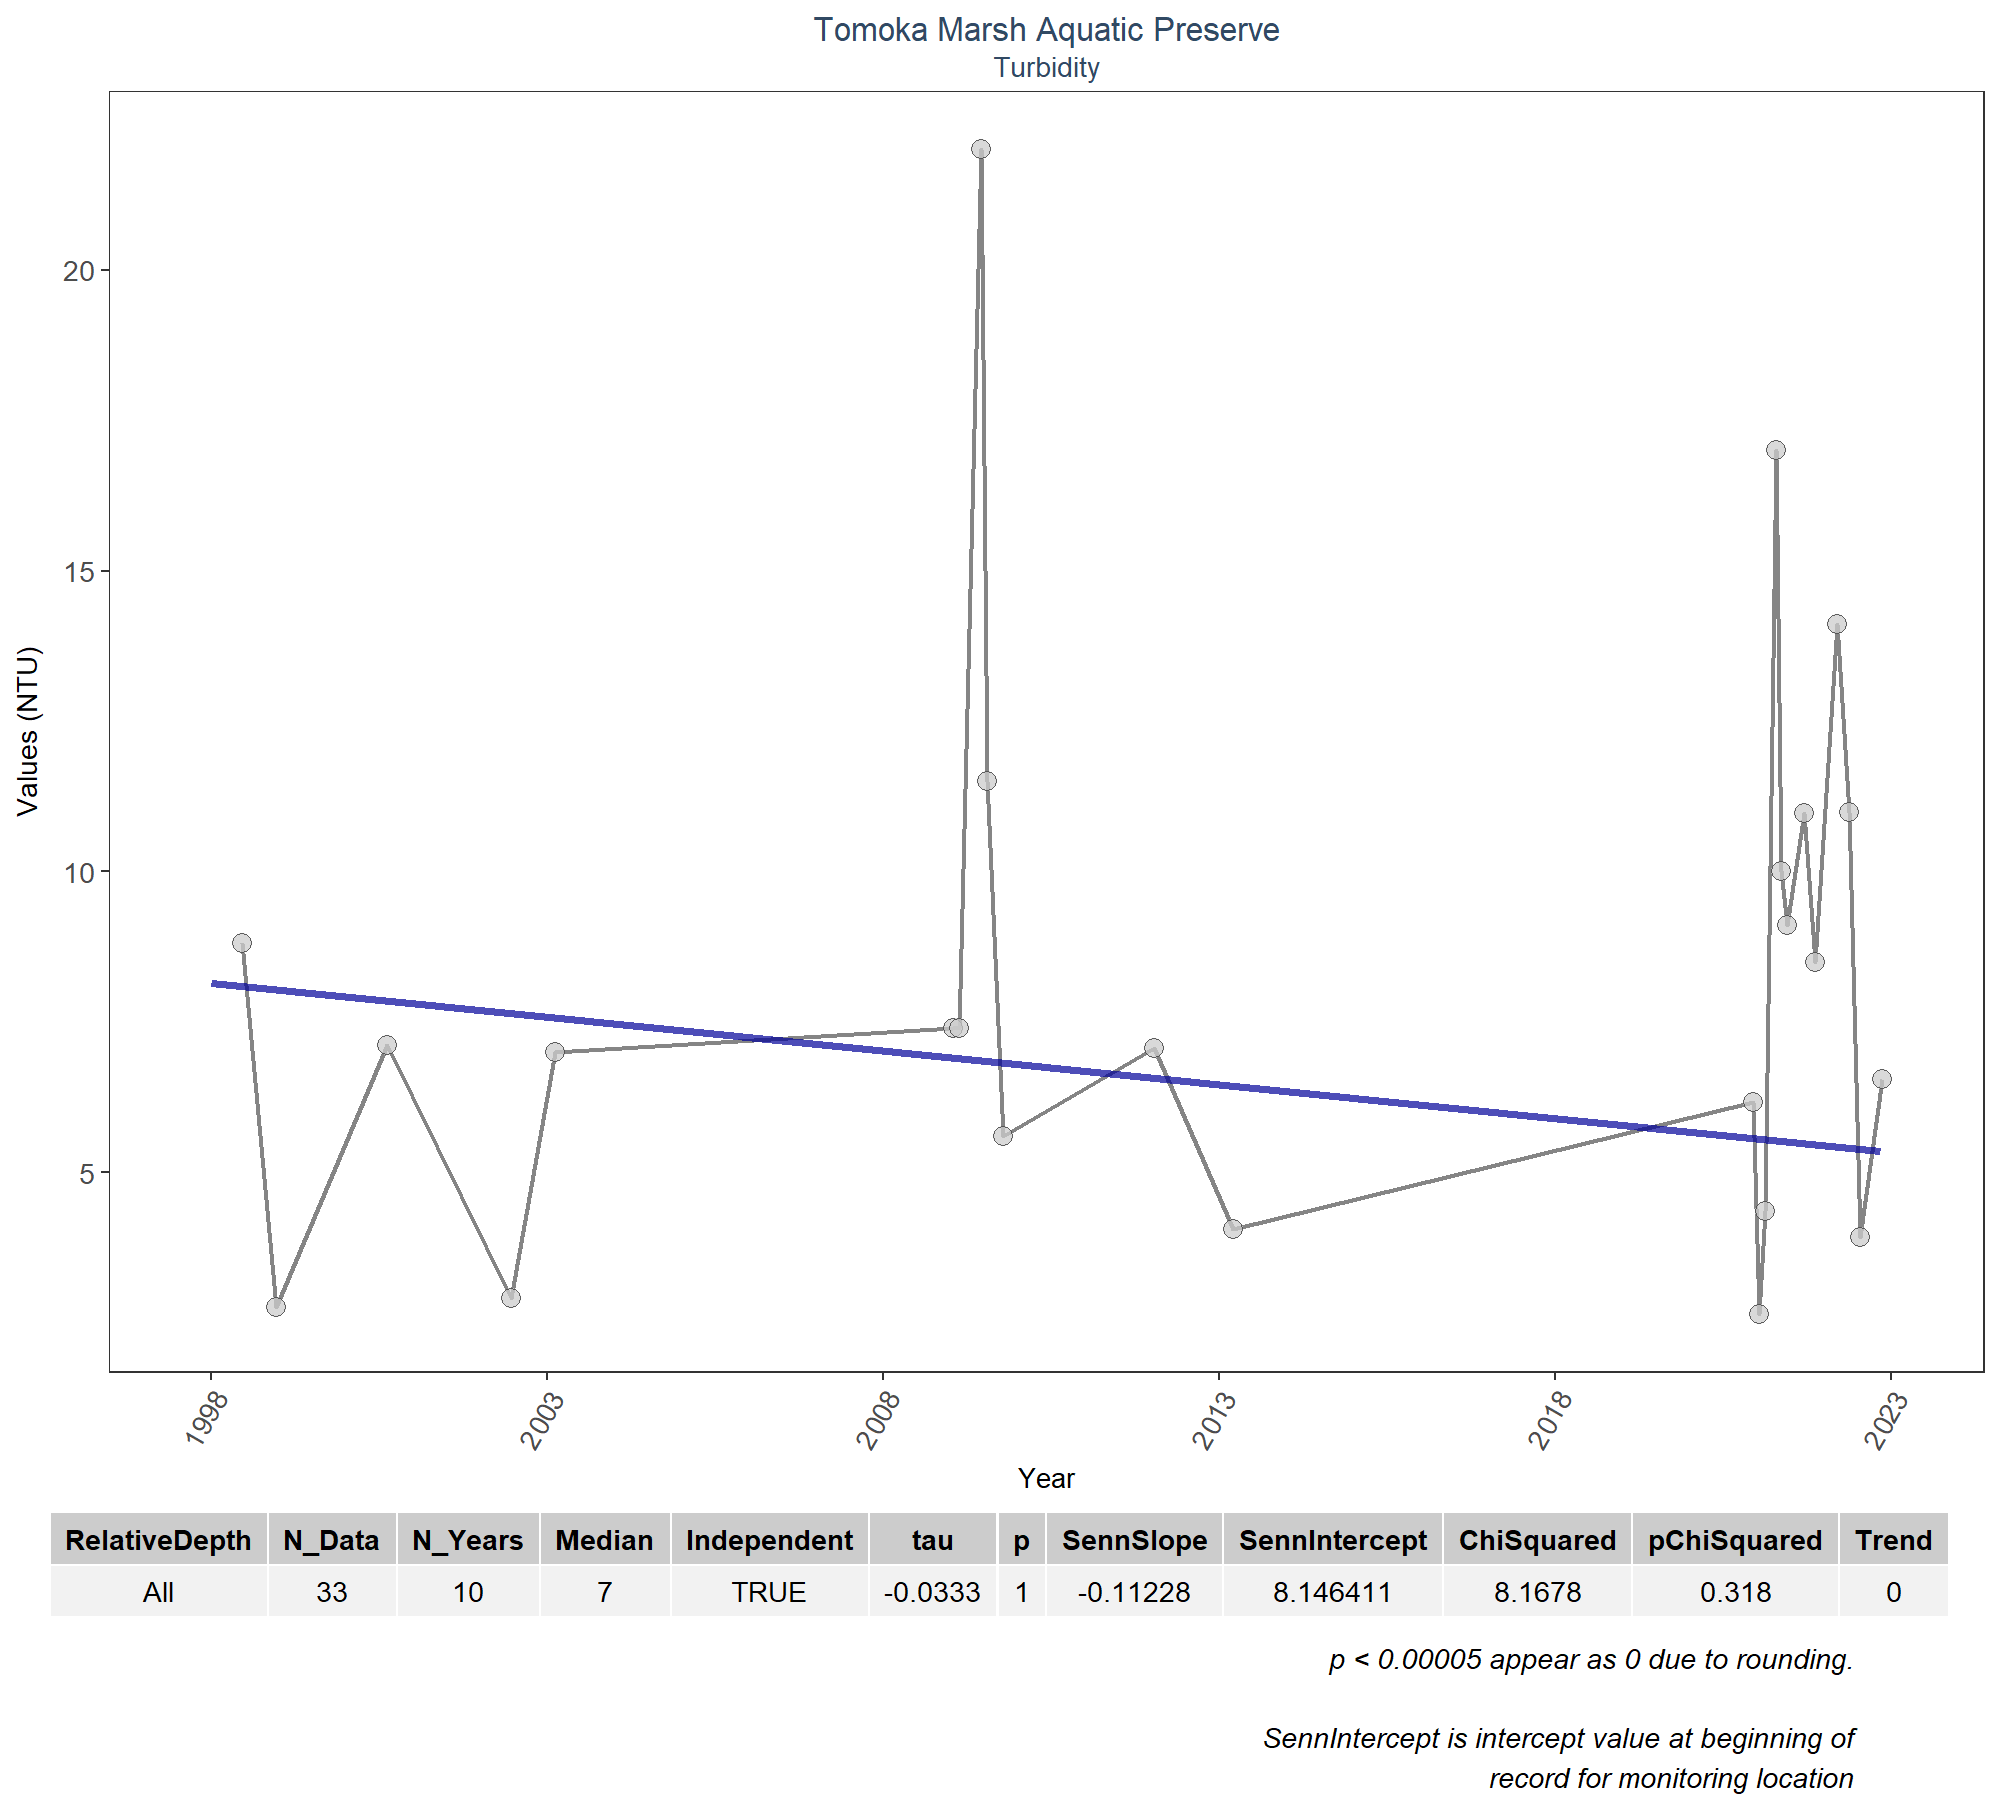 Tomoka Marsh Aquatic Preserve
Turbidity
Values (NTU)
20
15
10
5
1998 2003 2008 2013 2018 2023
Year
RelativeDepth N_Data N_Years Median Independent tau p SennSlope SennIntercept ChiSquared pChiSquared Trend
All 33 10 7 TRUE -0.0333 1 -0.11228 8.146411 8.1678 0.318 0
p < 0.00005 appear as 0 due to rounding.
SennIntercept is intercept value at beginning of
record for monitoring location